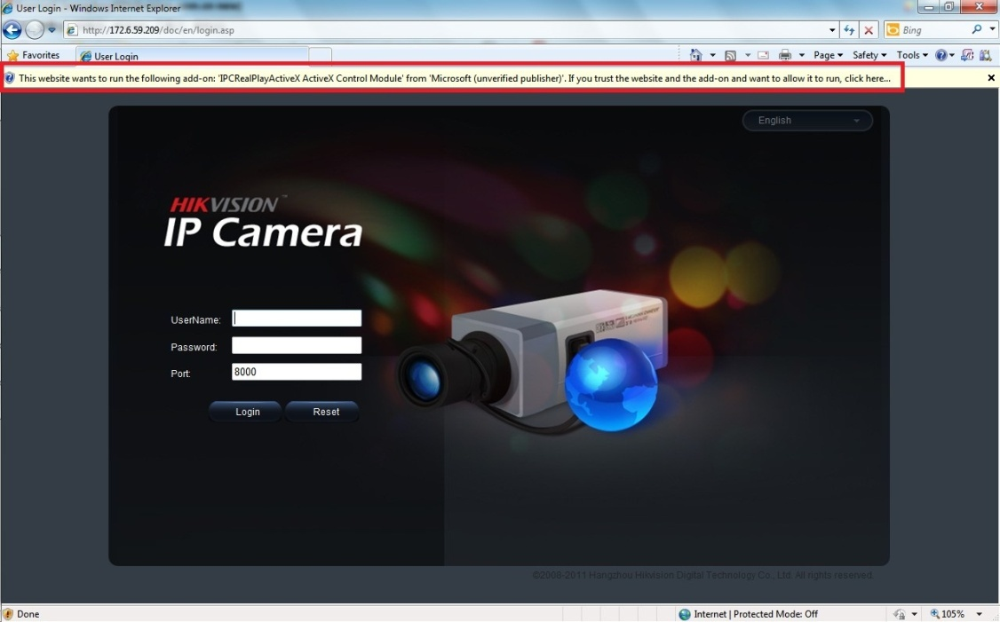 User Login - Windows Internet Explorer
http://172.6.59.209/doc/en/login.asp
Bing
Favorites
User Login
Page
Safety
Tools
This website wants to run the following add-on: 'IPCRealPlayActiveX ActiveX Control Module' from 'Microsoft (unverified publisher)'. If you trust the website and the add-on and want to allow it to run, click here...
English
HIKVISION™
IP Camera
UserName:
Password:
Port: 8000
Login
Reset
©2000-2011 Hangzhou Hikvision Digital Technology Co., Ltd. All rights reserved.
Done
Internet | Protected Mode: Off
105%